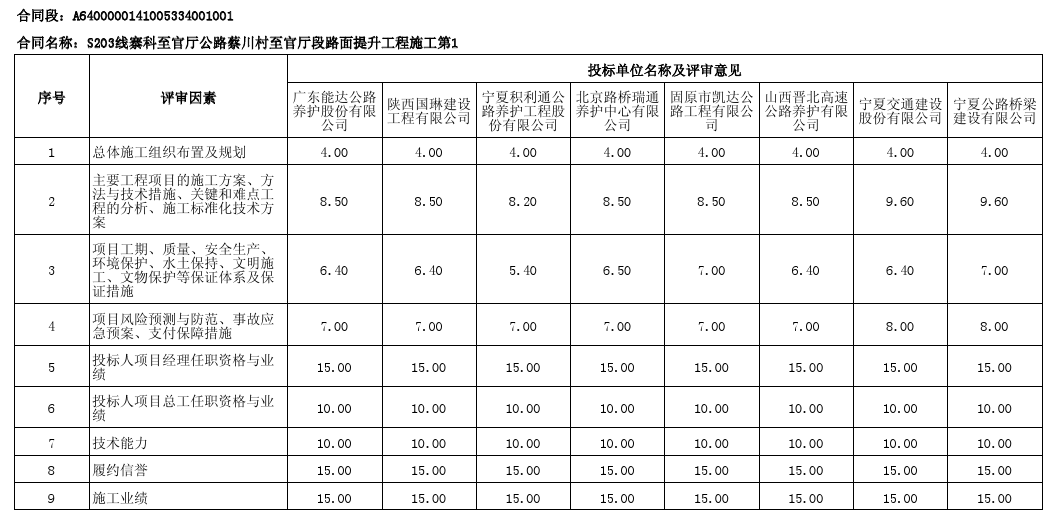 合同段：A6400000141005334001001
合同名称：S203线寨科至官厅公路蔡川村至官厅段路面提升工程施工第1
序号 评审因素 投标单位名称及评审意见
广东能达公路养护股份有限公司 陕西国琳建设工程有限公司 宁夏积利通公路养护工程股份有限公司 北京路桥瑞通养护中心有限公司 固原市凯达公路工程有限公司 山西晋北高速公路养护有限公司 宁夏交通建设股份有限公司 宁夏公路桥梁建设有限公司
1 总体施工组织布置及规划 4.00 4.00 4.00 4.00 4.00 4.00 4.00 4.00
2 主要工程项目的施工方案、方法与技术措施、关键和难点工程的分析、施工标准化技术方案 8.50 8.50 8.20 8.50 8.50 8.50 9.60 9.60
3 项目工期、质量、安全生产、环境保护、水土保持、文明施工、文物保护等保证体系及保证措施 6.40 6.40 5.40 6.50 7.00 6.40 6.40 7.00
4 项目风险预测与防范、事故应急预案、支付保障措施 7.00 7.00 7.00 7.00 7.00 7.00 8.00 8.00
5 投标人项目经理任职资格与业绩 15.00 15.00 15.00 15.00 15.00 15.00 15.00 15.00
6 投标人项目总工任职资格与业绩 10.00 10.00 10.00 10.00 10.00 10.00 10.00 10.00
7 技术能力 10.00 10.00 10.00 10.00 10.00 10.00 10.00 10.00
8 履约信誉 15.00 15.00 15.00 15.00 15.00 15.00 15.00 15.00
9 施工业绩 15.00 15.00 15.00 15.00 15.00 15.00 15.00 15.00